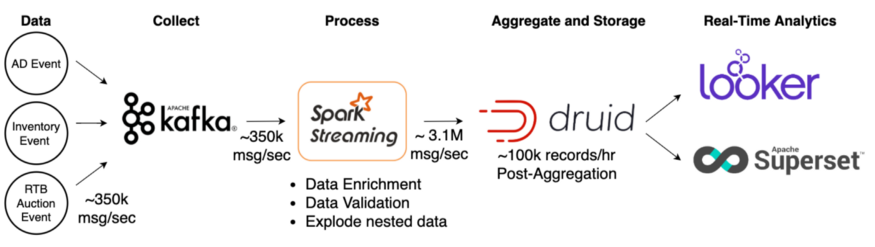 Data
Collect
Process
Aggregate and Storage
Real-Time Analytics
AD Event
Inventory
Event
RTB
Auction
Event
~350k
msg/sec
APACHE
kafka®
~350k
msg/sec
Spark
Streaming
• Data Enrichment
• Data Validation
• Explode nested data
~ 3.1M
msg/sec
druid
~100k records/hr
Post-Aggregation
looker
Apache
Superset™